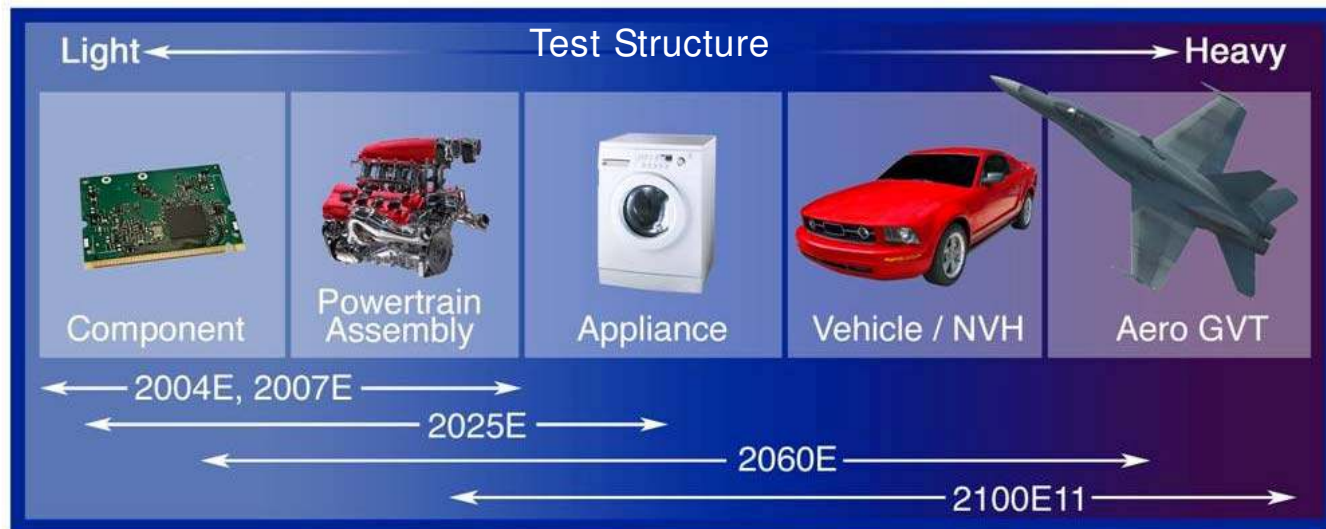 Test Structure
Light
Heavy
Component
Powertrain
Assembly
Appliance
Vehicle / NVH
Aero GVT
2004E, 2007E
2025E
2060E
2100E11